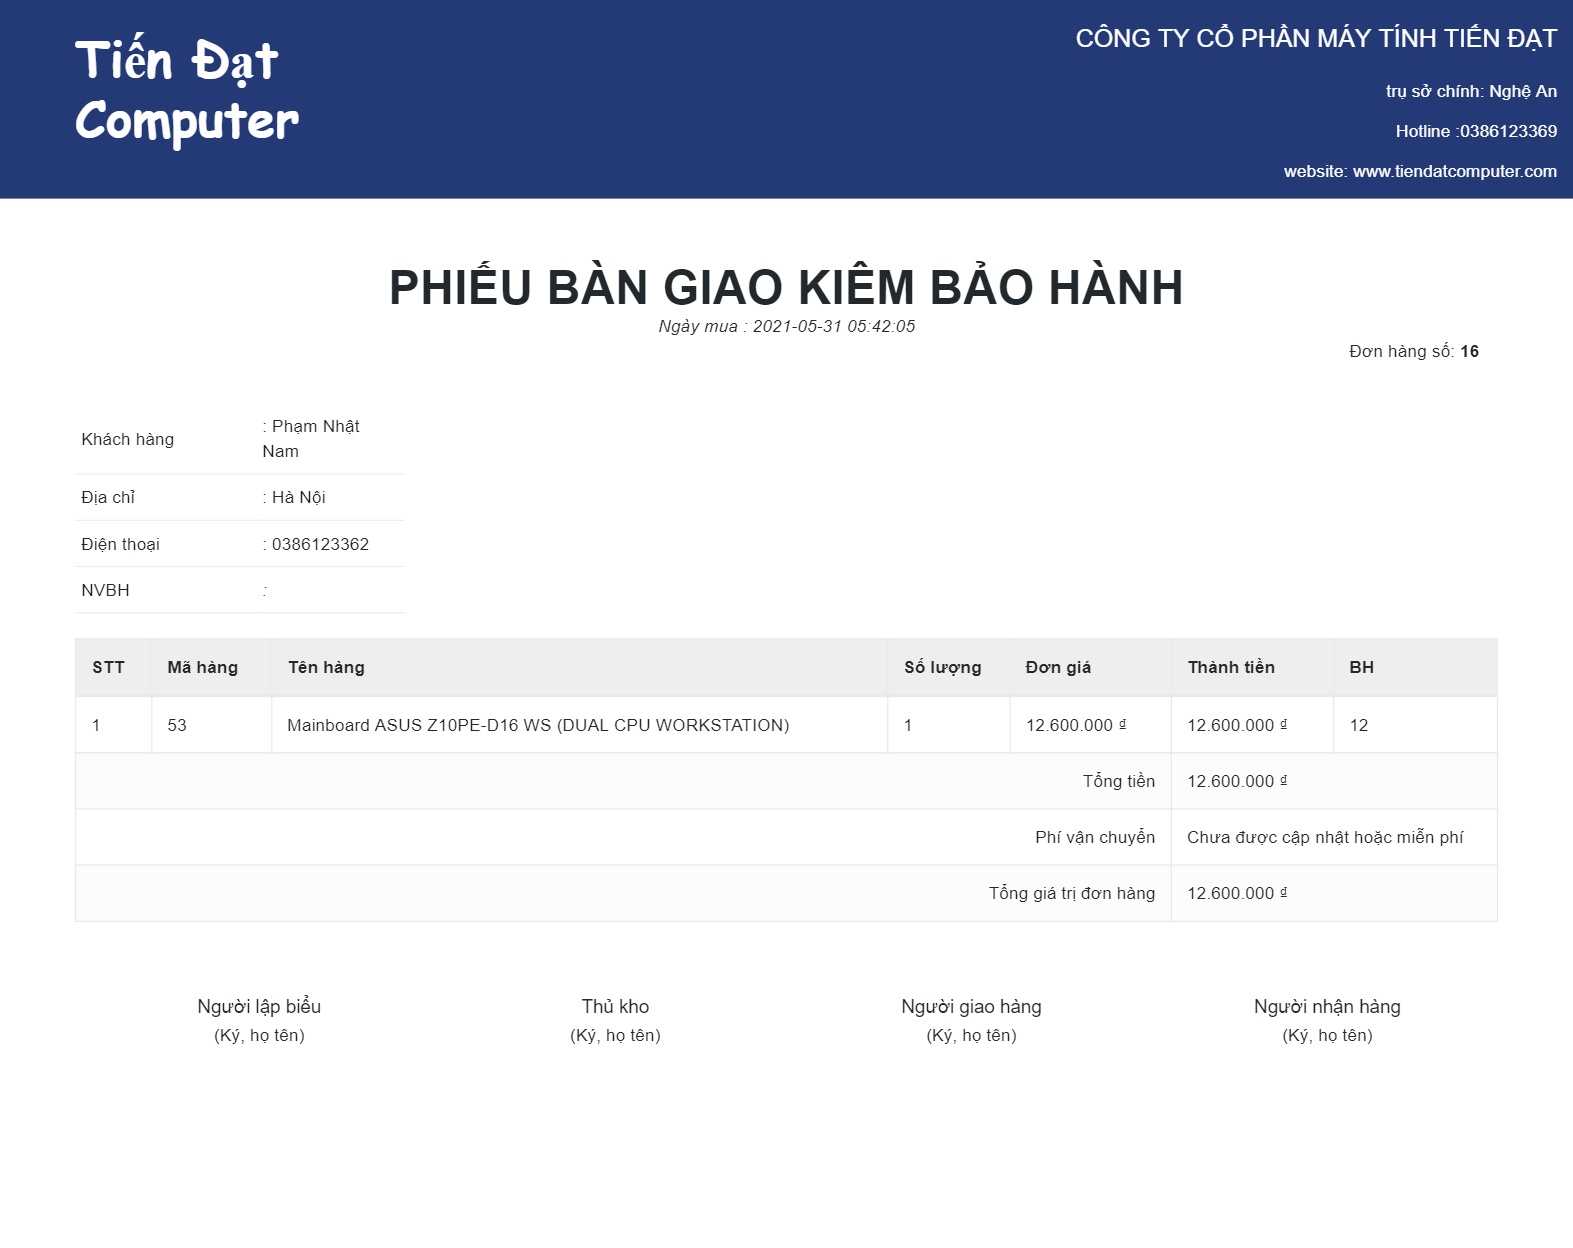 Tiến Đạt
Computer
CÔNG TY CỔ PHẦN MÁY TÍNH TIẾN ĐẠT
trụ sở chính: Nghệ An
Hotline :0386123369
website: www.tiendatcomputer.com
PHIẾU BÀN GIAO KIÊM BẢO HÀNH
Ngày mua : 2021-05-31 05:42:05
Đơn hàng số: 16
Khách hàng : Phạm Nhật
Nam
Địa chỉ : Hà Nội
Điện thoại : 0386123362
NVBH :
STT Mã hàng Tên hàng Số lượng Đơn giá Thành tiền BH
1 53 Mainboard ASUS Z10PE-D16 WS (DUAL CPU WORKSTATION) 1 12.600.000 ₫ 12.600.000 ₫ 12
Tổng tiền 12.600.000 ₫
Phí vận chuyển Chưa được cập nhật hoặc miễn phí
Tổng giá trị đơn hàng 12.600.000 ₫
Người lập biểu Thủ kho Người giao hàng Người nhận hàng
(Ký, họ tên) (Ký, họ tên) (Ký, họ tên) (Ký, họ tên)